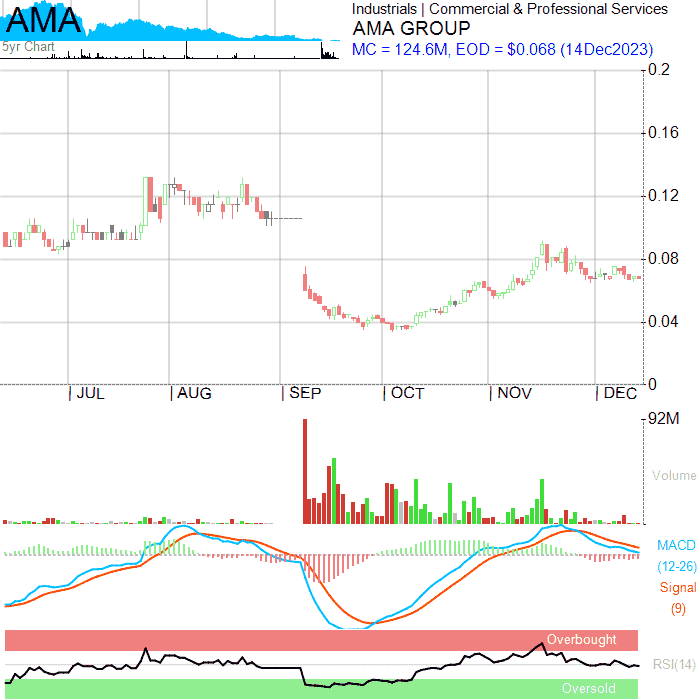 AMA
5yr Chart
Industrials | Commercial & Professional Services
AMA GROUP
MC = 124.6M, EOD = $0.068 (14Dec2023)
0.2
0.16
0.12
0.08
0.04
0
JUL AUG SEP OCT NOV DEC
92M
Volume
MACD
(12-26)
Signal
(9)
Overbought
RSI(14)
Oversold